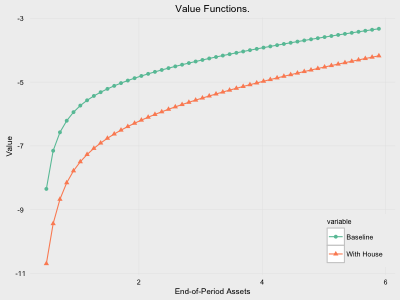 Value Functions.
-3
-5
-7
-9
-11
Value
2
4
6
End-of-Period Assets
variable
Baseline
With House